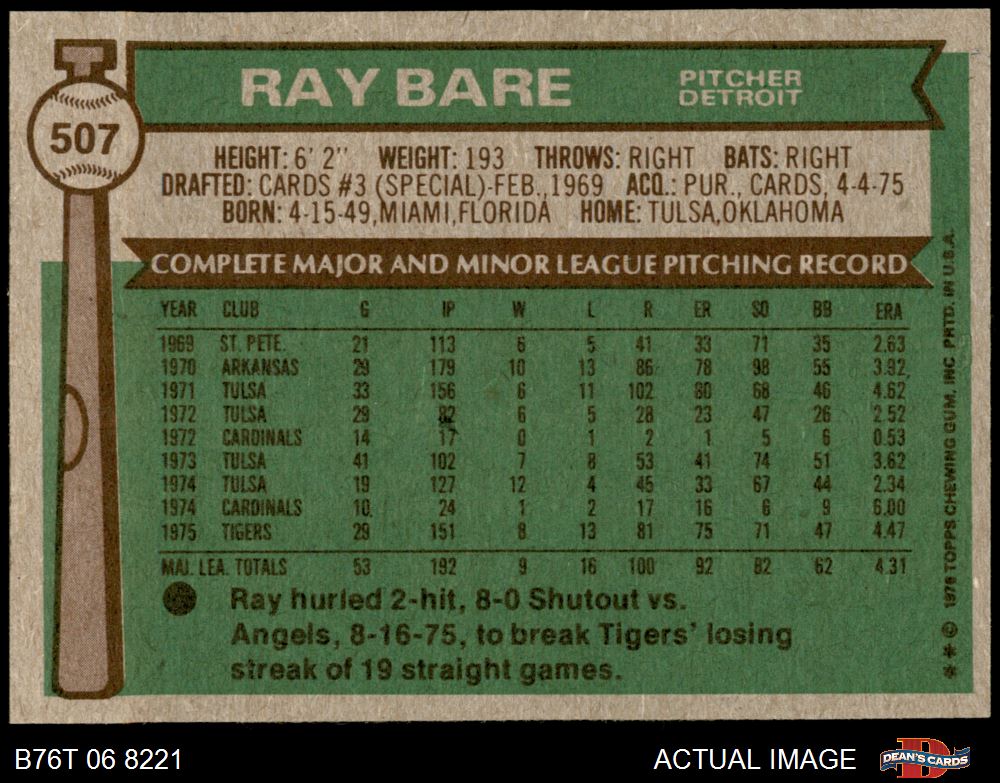 507
RAY BARE PITCHER
DETROIT
HEIGHT: 6' 2" WEIGHT: 193 THROWS: RIGHT BATS: RIGHT
DRAFTED: CARDS #3 (SPECIAL)-FEB., 1969 ACQ.: PUR., CARDS, 4-4-75
BORN: 4-15-49, MIAMI, FLORIDA HOME: TULSA, OKLAHOMA
COMPLETE MAJOR AND MINOR LEAGUE PITCHING RECORD
YEAR CLUB G IP W L R ER SO BB ERA
1969 ST. PETE. 21 113 6 5 41 33 71 35 2.63
1970 ARKANSAS 29 179 10 13 86 78 98 55 3.92
1971 TULSA 33 156 6 11 102 80 68 46 4.62
1972 TULSA 29 82 6 5 28 23 47 26 2.52
1972 CARDINALS 14 17 0 1 2 1 5 6 0.53
1973 TULSA 41 102 7 8 53 41 74 51 3.62
1974 TULSA 19 127 12 4 45 33 67 44 2.34
1974 CARDINALS 10 24 1 2 17 16 6 9 6.00
1975 TIGERS 29 151 8 13 81 75 71 47 4.47
MAJ. LEA. TOTALS 53 192 9 16 100 92 82 62 4.31
Ray hurled 2-hit, 8-0 Shutout vs.
Angels, 8-16-75, to break Tigers' losing
streak of 19 straight games.
* * © 1976 TOPPS CHEWING GUM, INC. PRTD. IN U.S.A.
B76T 06 8221 ACTUAL IMAGE DEAN'S CARDS